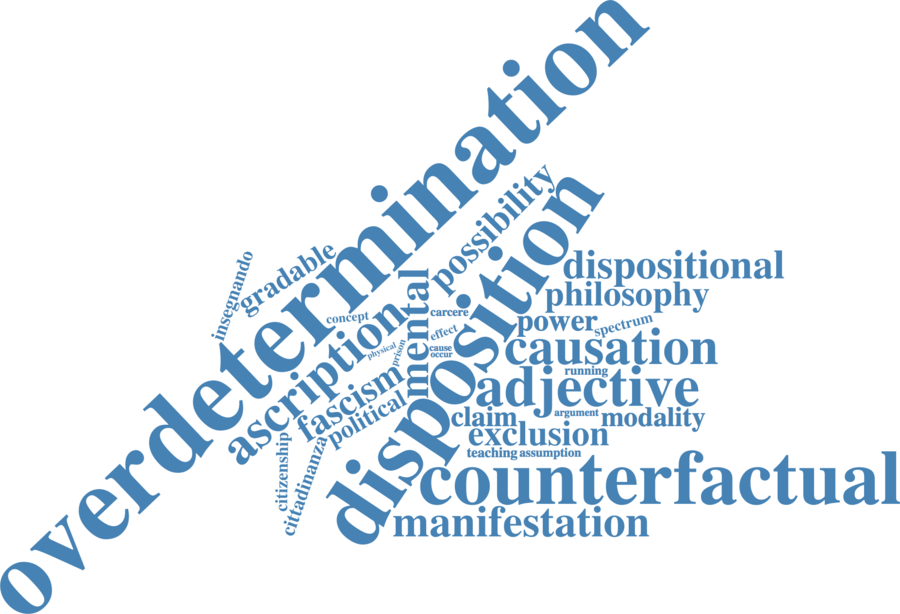 overdetermination
possibility
disposition
insegnando
gradable
dispositional
philosophy
mental
carcere
concept
power
spectrum
effect
ascription
physical
prison
cause
occur
causation
running
adjective
fascism
political
claim
argument
modality
exclusion
citizenship
cittadinanza
teaching
assumption
counterfactual
manifestation